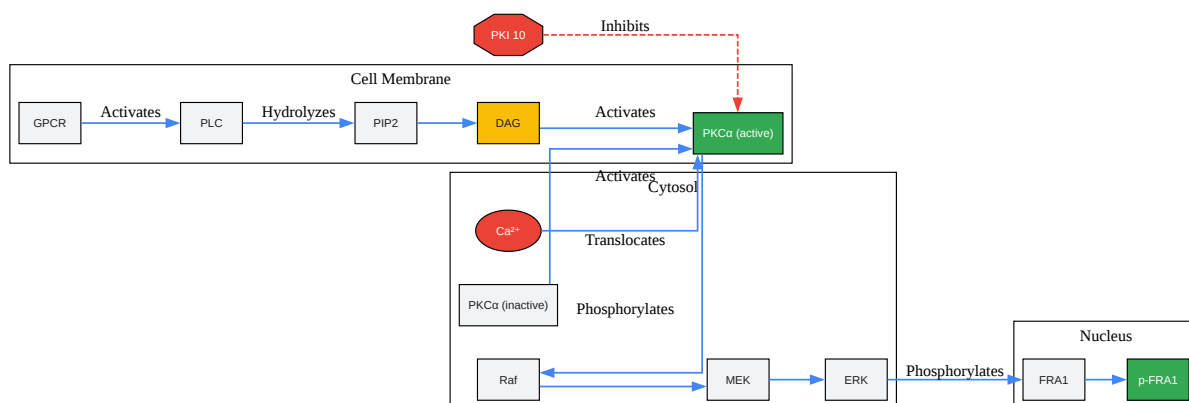 PKI 10
Inhibits
Cell Membrane
GPCR
Activates
PLC
Hydrolyzes
PIP2
DAG
Activates
PKCα (active)
Activates
Cytosol
Ca²⁺
Translocates
PKCα (inactive)
Phosphorylates
Raf
MEK
ERK
Phosphorylates
Nucleus
FRA1
p-FRA1